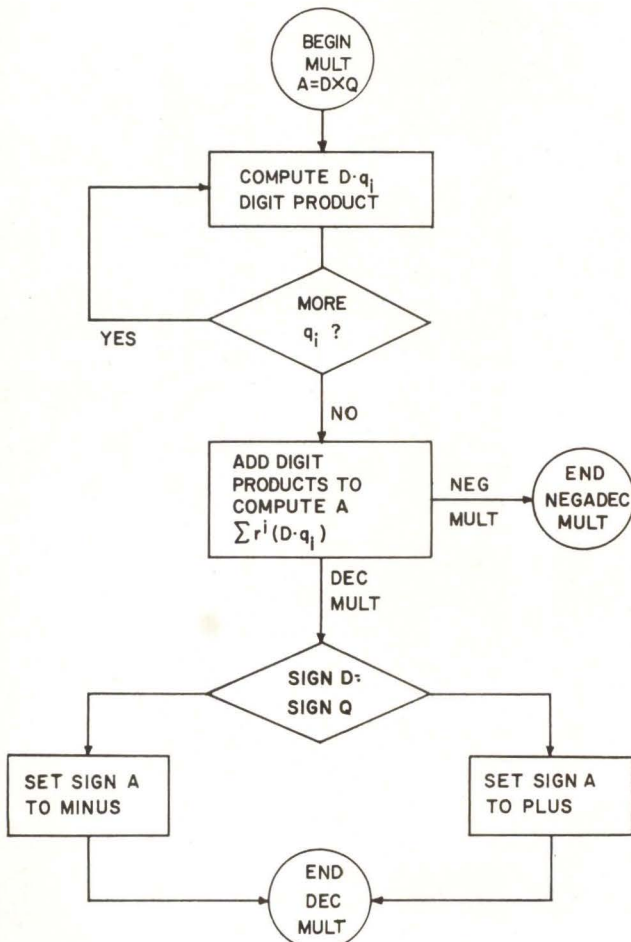 BEGIN
MULT
A=D×Q
COMPUTE D·qi
DIGIT PRODUCT
MORE
qi ?
YES
NO
ADD DIGIT
PRODUCTS TO
COMPUTE A
∑ r^i (D·qi)
NEG
MULT
END
NEGADEC
MULT
DEC
MULT
SIGN D=
SIGN Q
SET SIGN A
TO MINUS
SET SIGN A
TO PLUS
END
DEC
MULT